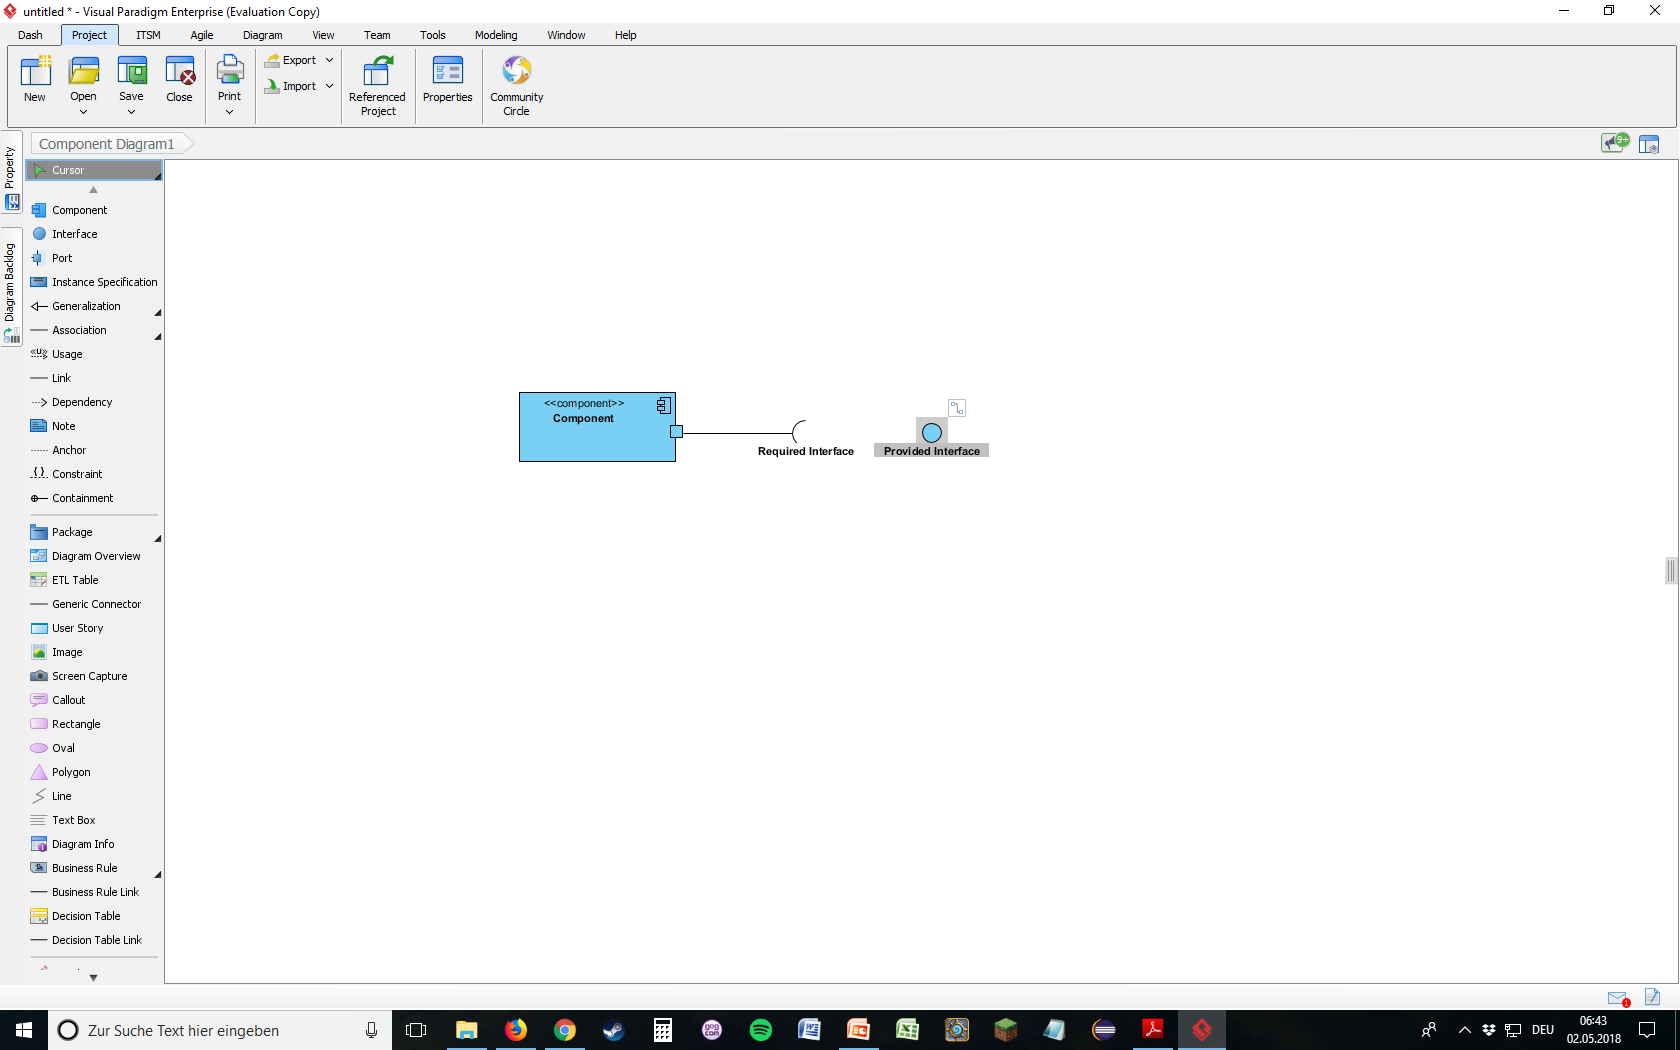 untitled * - Visual Paradigm Enterprise (Evaluation Copy)
Dash Project ITSM Agile Diagram View Team Tools Modeling Window Help
New Open Save Close Print Export Import Referenced Project Properties Community Circle
Component Diagram1
9+
Property
Diagram Backlog
Cursor
Component
Interface
Port
Instance Specification
Generalization
Association
«U» Usage
Link
Dependency
Note
Anchor
{} Constraint
Containment
Package
Diagram Overview
ETL Table
Generic Connector
User Story
Image
Screen Capture
Callout
Rectangle
Oval
Polygon
Line
Text Box
Diagram Info
Business Rule
Business Rule Link
Decision Table
Decision Table Link
<<component>>
Component
Required Interface
Provided Interface
1
Zur Suche Text hier eingeben
DEU
06:43
02.05.2018